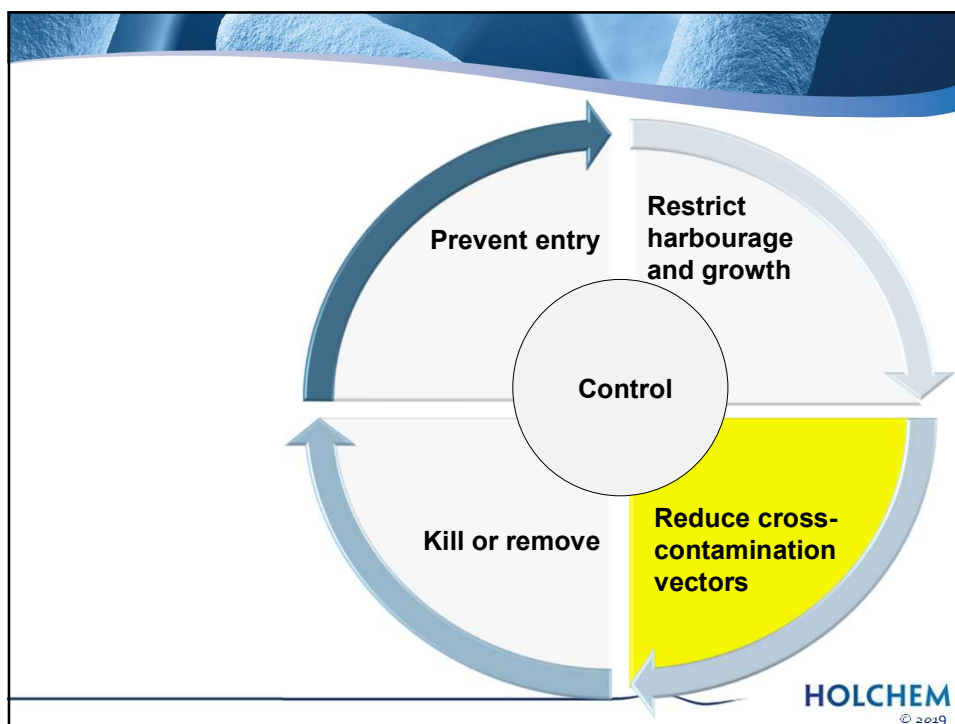 Prevent entry
Restrict
harbourage
and growth
Control
Kill or remove
Reduce cross-
contamination
vectors
HOLCHEM
© 2019